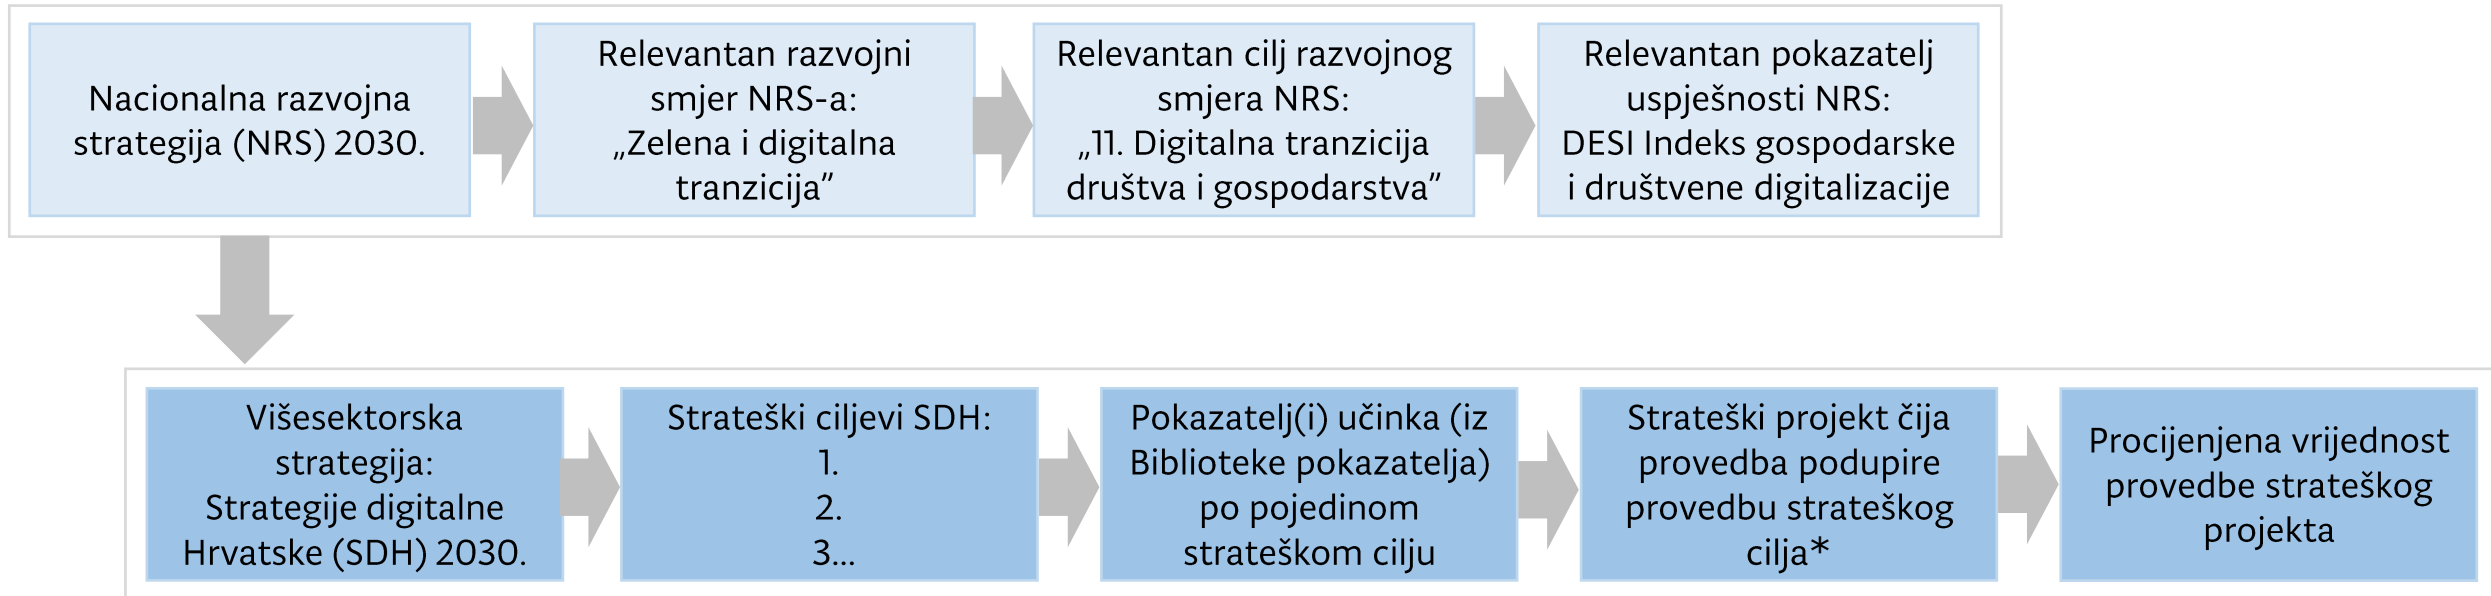 Nacionalna razvojna
strategija (NRS) 2030.
Relevantan razvojni
smjer NRS-a:
„Zelena i digitalna
tranzicija”
Relevantan cilj razvojnog
smjera NRS:
„11. Digitalna tranzicija
društva i gospodarstva”
Relevantan pokazatelj
uspješnosti NRS:
DESI Indeks gospodarske
i društvene digitalizacije
Višesektorska
strategija:
Strategije digitalne
Hrvatske (SDH) 2030.
Strateški ciljevi SDH:
1.
2.
3...
Pokazatelj(i) učinka (iz
Biblioteke pokazatelja)
po pojedinom
strateškom cilju
Strateški projekt čija
provedba podupire
provedbu strateškog
cilja*
Procijenjena vrijednost
provedbe strateškog
projekta